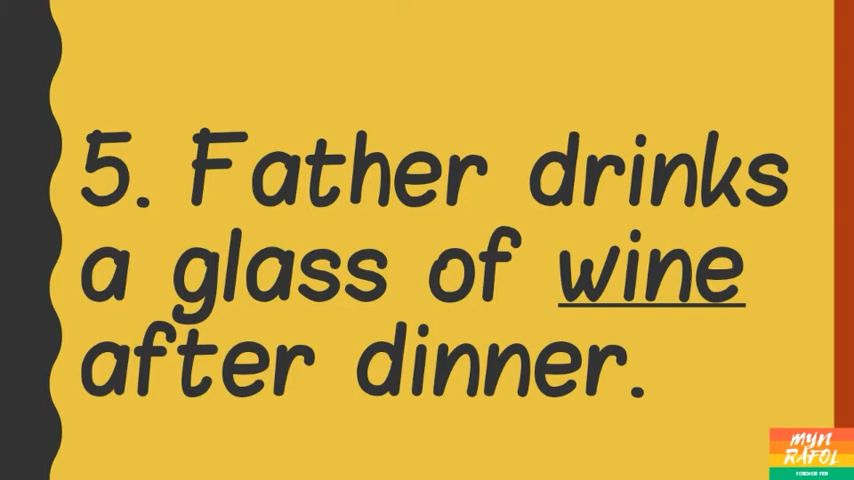 5. Father drinks
a glass of wine
after dinner.
MYN
RAFOL